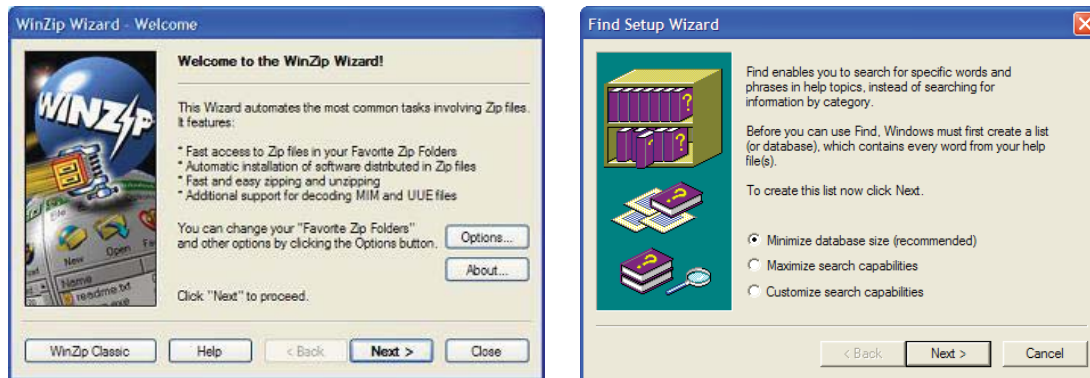 WinZip Wizard - Welcome
WINZIP
File
New
Open
Name
readme.txt
Welcome to the WinZip Wizard!
This Wizard automates the most common tasks involving Zip files.
It features:
* Fast access to Zip files in your Favorite Zip Folders
* Automatic installation of software distributed in Zip files
* Fast and easy zipping and unzipping
* Additional support for decoding MIM and UUE files
You can change your "Favorite Zip Folders"
and other options by clicking the Options button.
Options...
About...
Click "Next" to proceed.
WinZip Classic
Help
< Back
Next >
Close
Find Setup Wizard
Find enables you to search for specific words and
phrases in help topics, instead of searching for
information by category.
Before you can use Find, Windows must first create a list
(or database), which contains every word from your help
file(s).
To create this list now click Next.
Minimize database size (recommended)
Maximize search capabilities
Customize search capabilities
< Back
Next >
Cancel